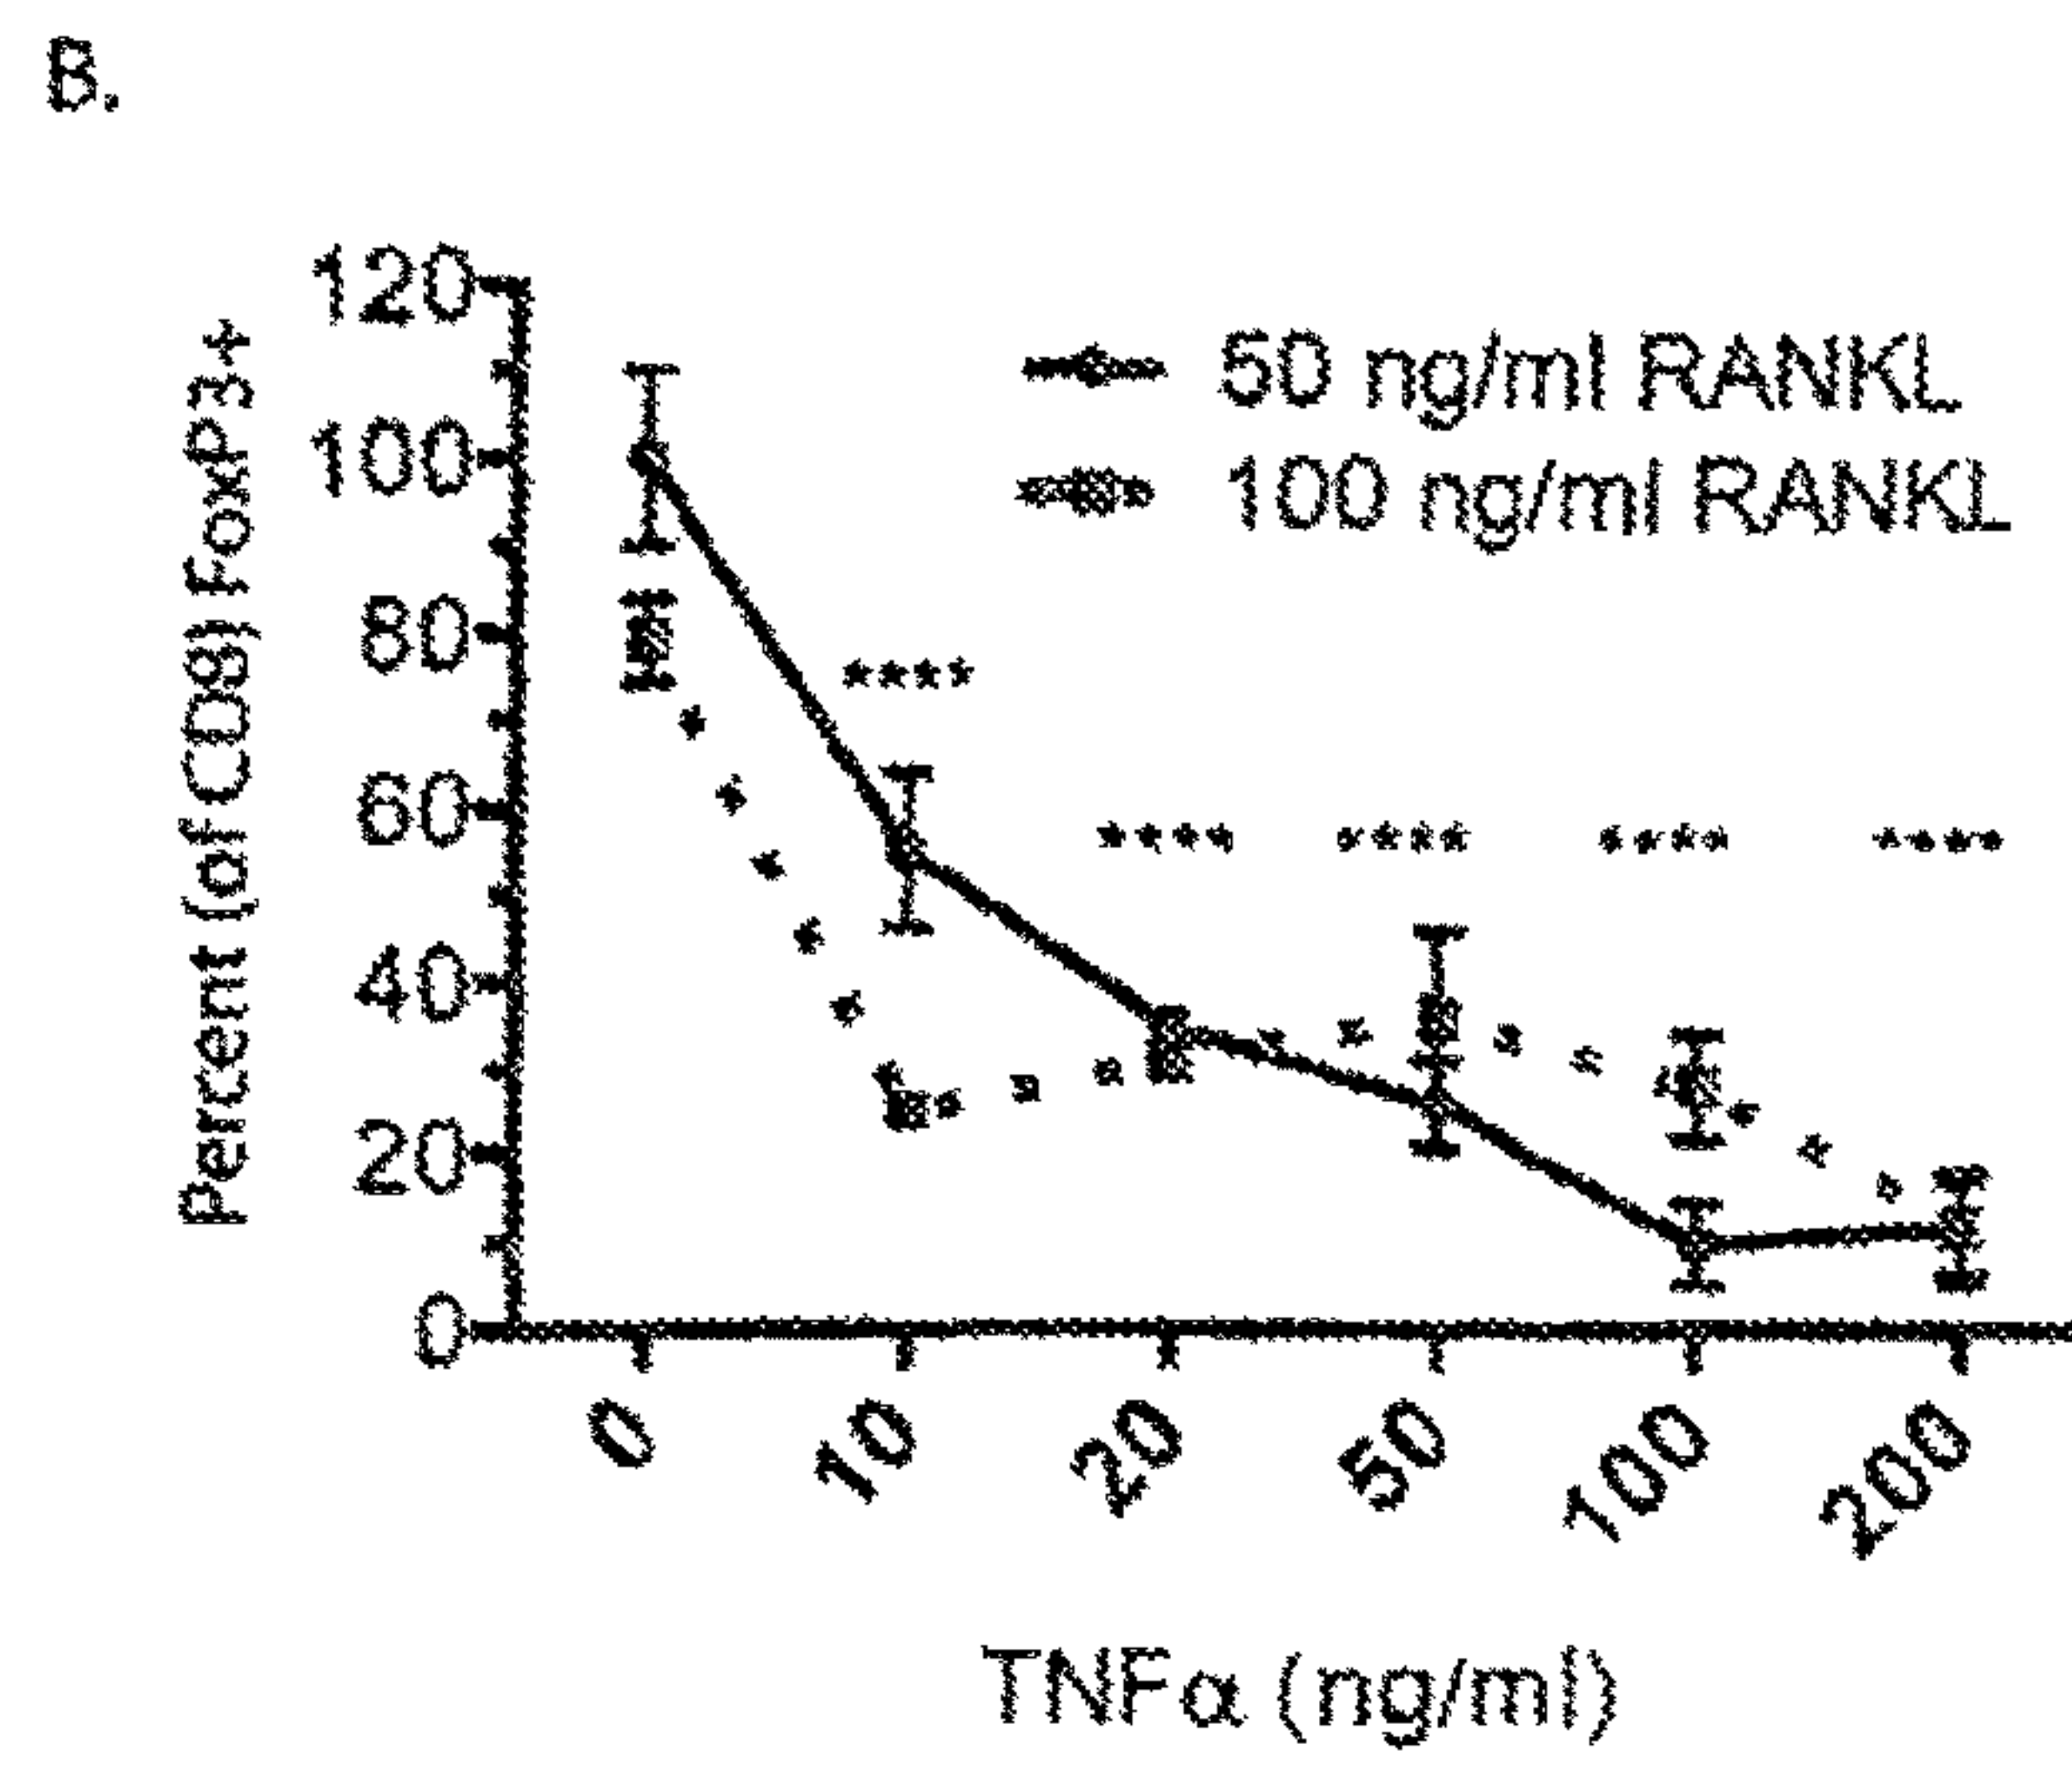 B.
Percent (of CD8) FoxP3+
120
100
80
60
40
20
0
50 ng/ml RANKL
100 ng/ml RANKL
****
**** **** **** ****
0 10 20 50 100 200
TNFα (ng/ml)